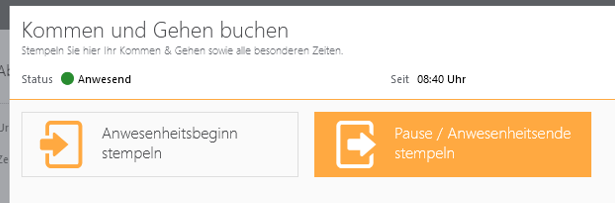 Kommen und Gehen buchen
Stempeln Sie hier Ihr Kommen & Gehen sowie alle besonderen Zeiten.
Status Anwesend Seit 08:40 Uhr
Anwesenheitsbeginn stempeln
Pause / Anwesenheitsende stempeln